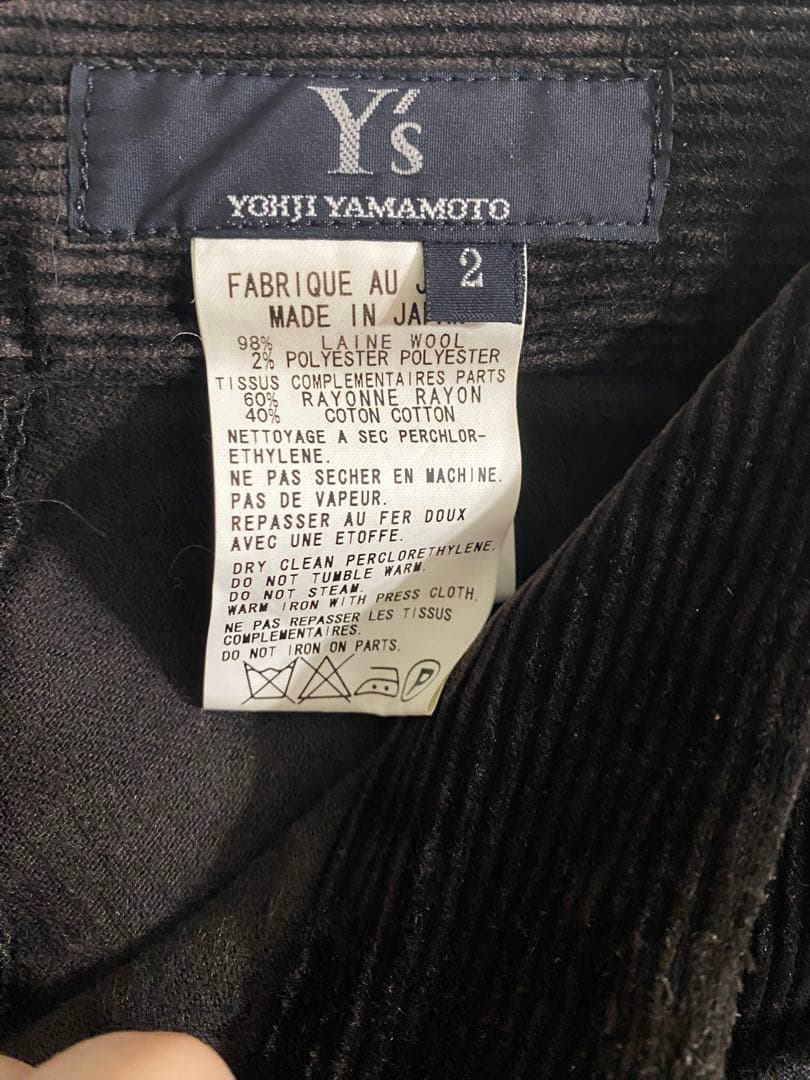 Y's
YOHJI YAMAMOTO
2
FABRIQUE AU
MADE IN
98% LAINE WOOL
2% POLYESTER POLYESTER
TISSUS COMPLEMENTAIRES PARTS
60% RAYONNE RAYON
40% COTON COTTON
NETTOYAGE A SEC PERCHLOR-
ETHYLENE.
NE PAS SECHER EN MACHINE.
PAS DE VAPEUR.
REPASSER AU FER DOUX
AVEC UNE ETOFFE.
DRY CLEAN PERCLORETHYLENE.
DO NOT TUMBLE WARM.
DO NOT STEAM.
WARM IRON WITH PRESS CLOTH.
NE PAS REPASSER LES TISSUS
COMPLEMENTAIRES.
DO NOT IRON ON PARTS.
P